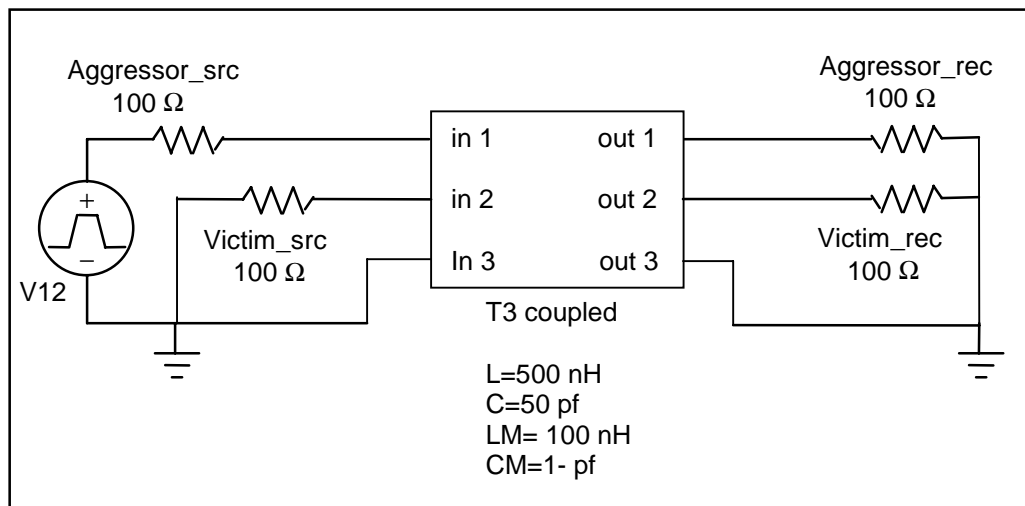 Aggressor_src
100 Ω
Aggressor_rec
100 Ω
in 1
out 1
+
in 2
out 2
Victim_src
100 Ω
Victim_rec
100 Ω
In 3
out 3
−
V12
T3 coupled
L=500 nH
C=50 pf
LM= 100 nH
CM=1- pf